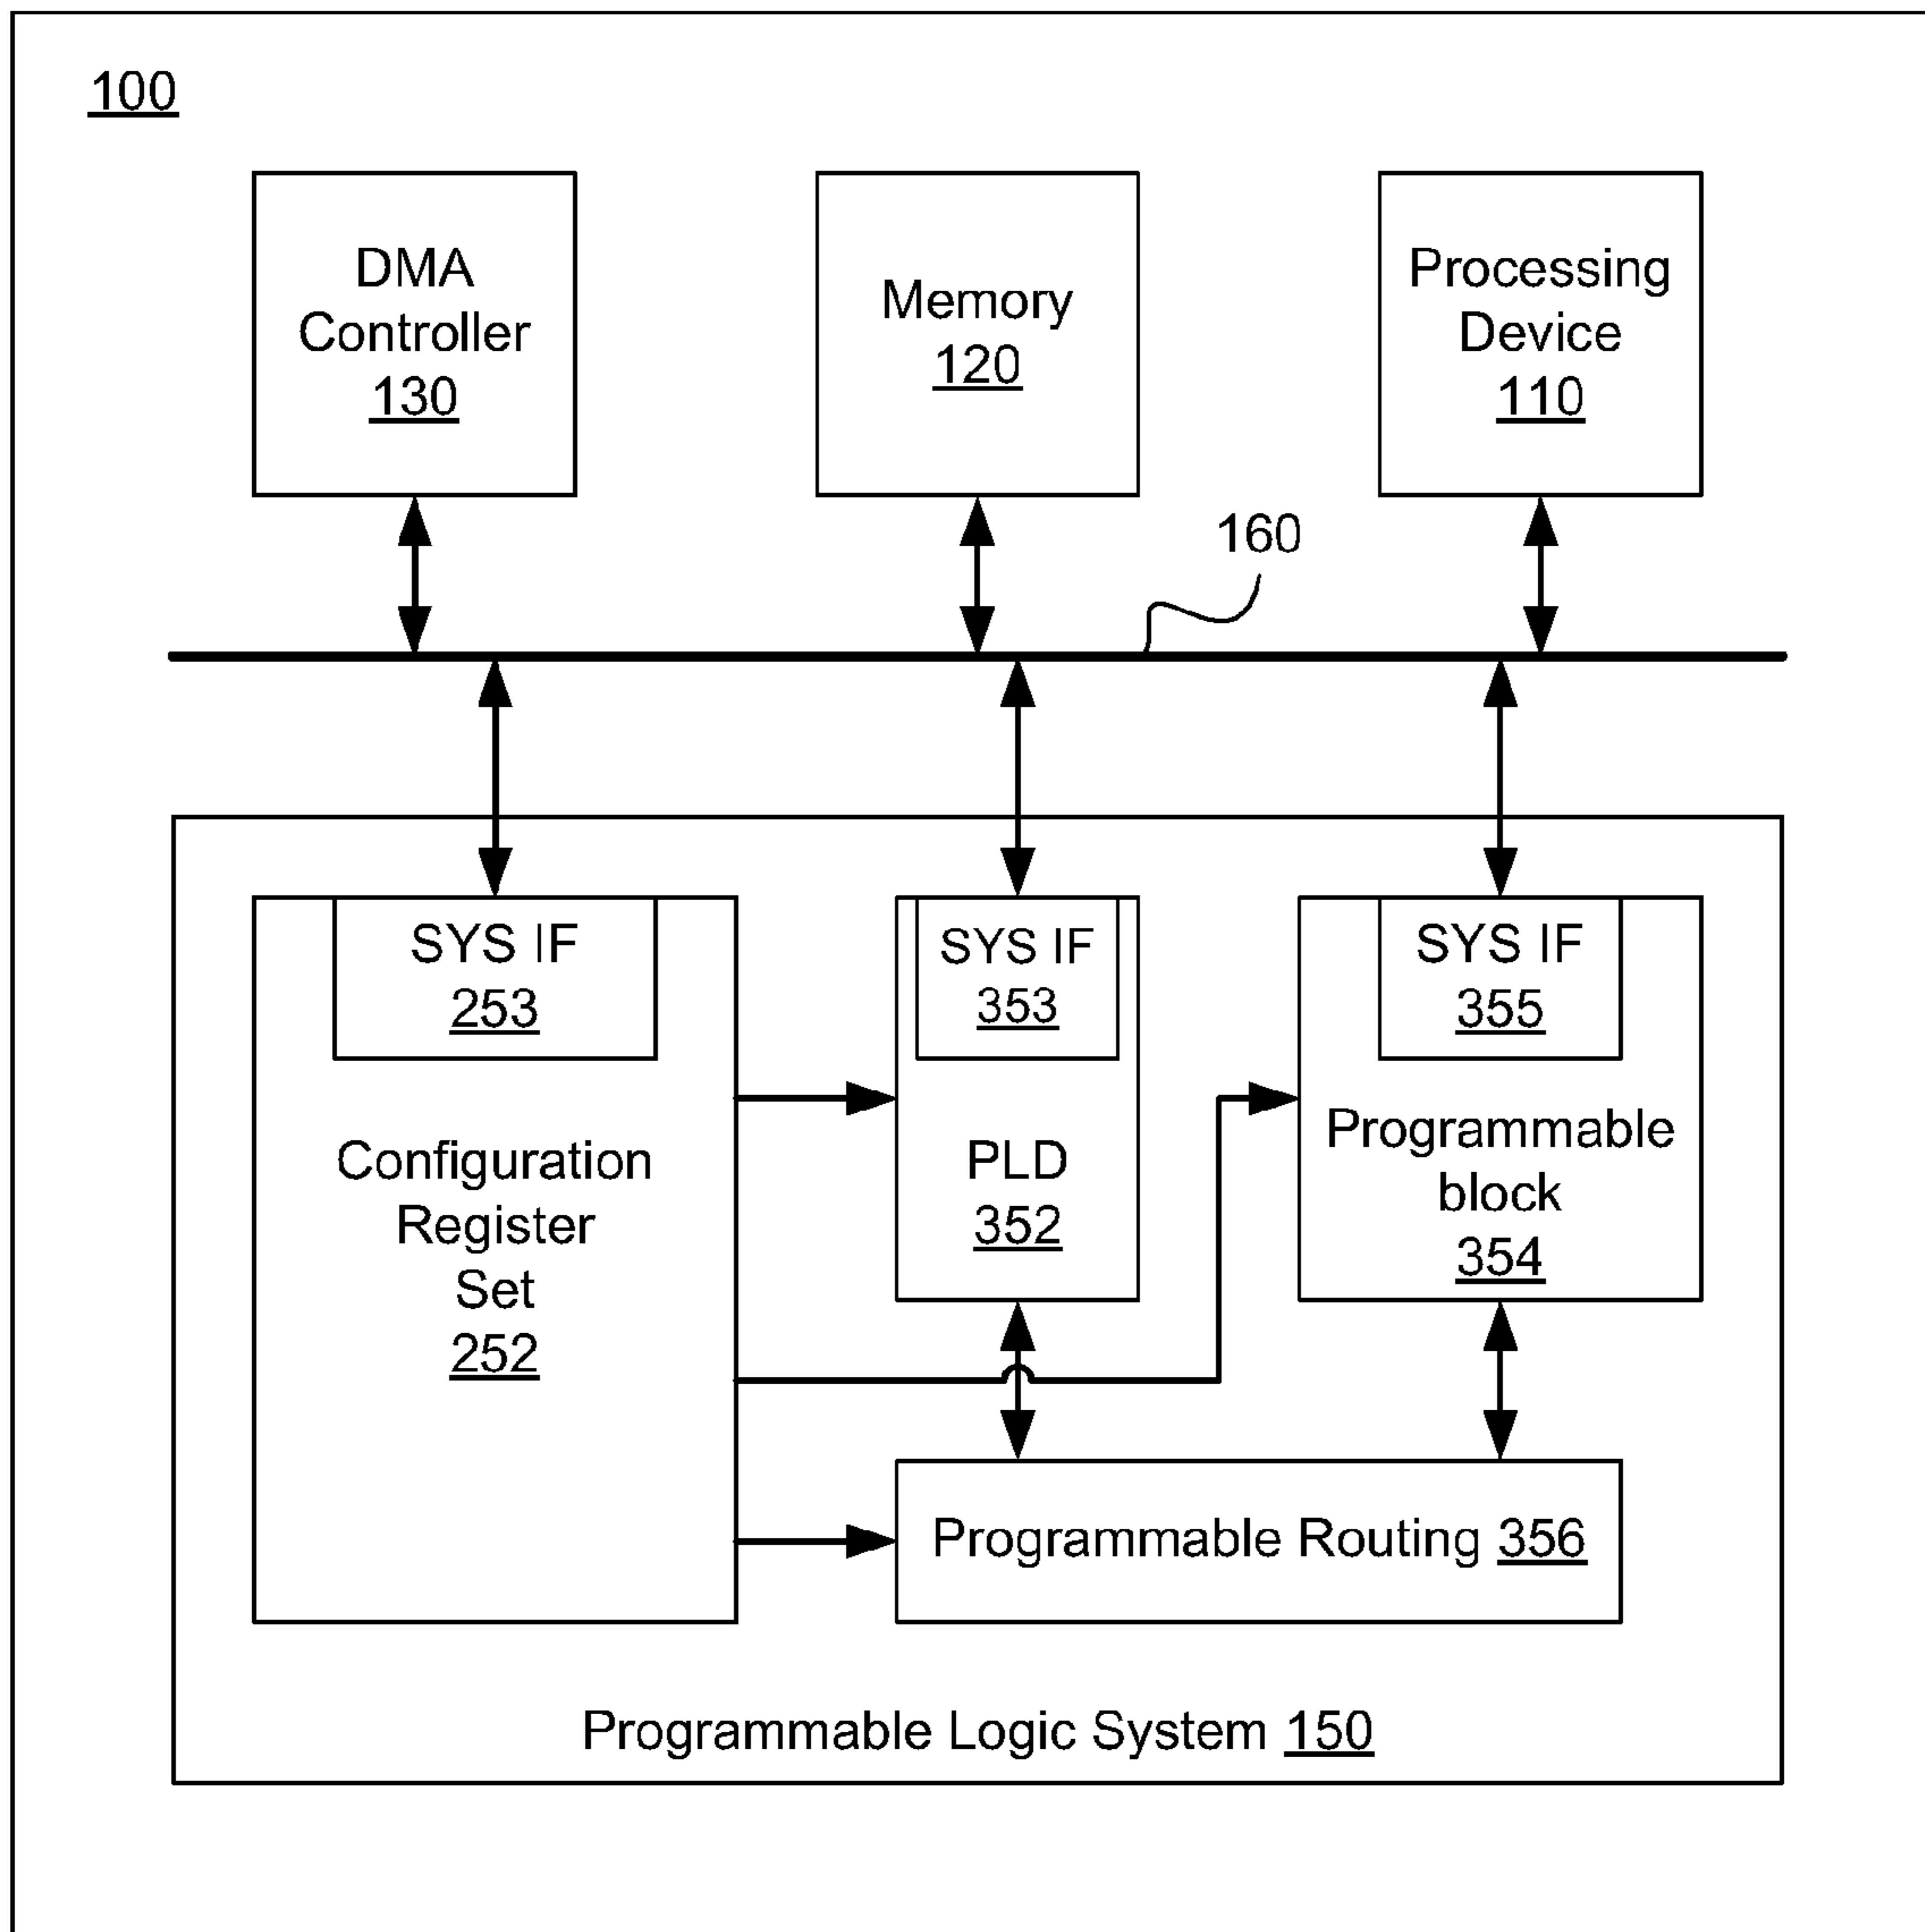 100
DMA
Controller
130
Memory
120
Processing
Device
110
160
SYS IF
253
Configuration
Register
Set
252
SYS IF
353
PLD
352
SYS IF
355
Programmable
block
354
Programmable Routing 356
Programmable Logic System 150